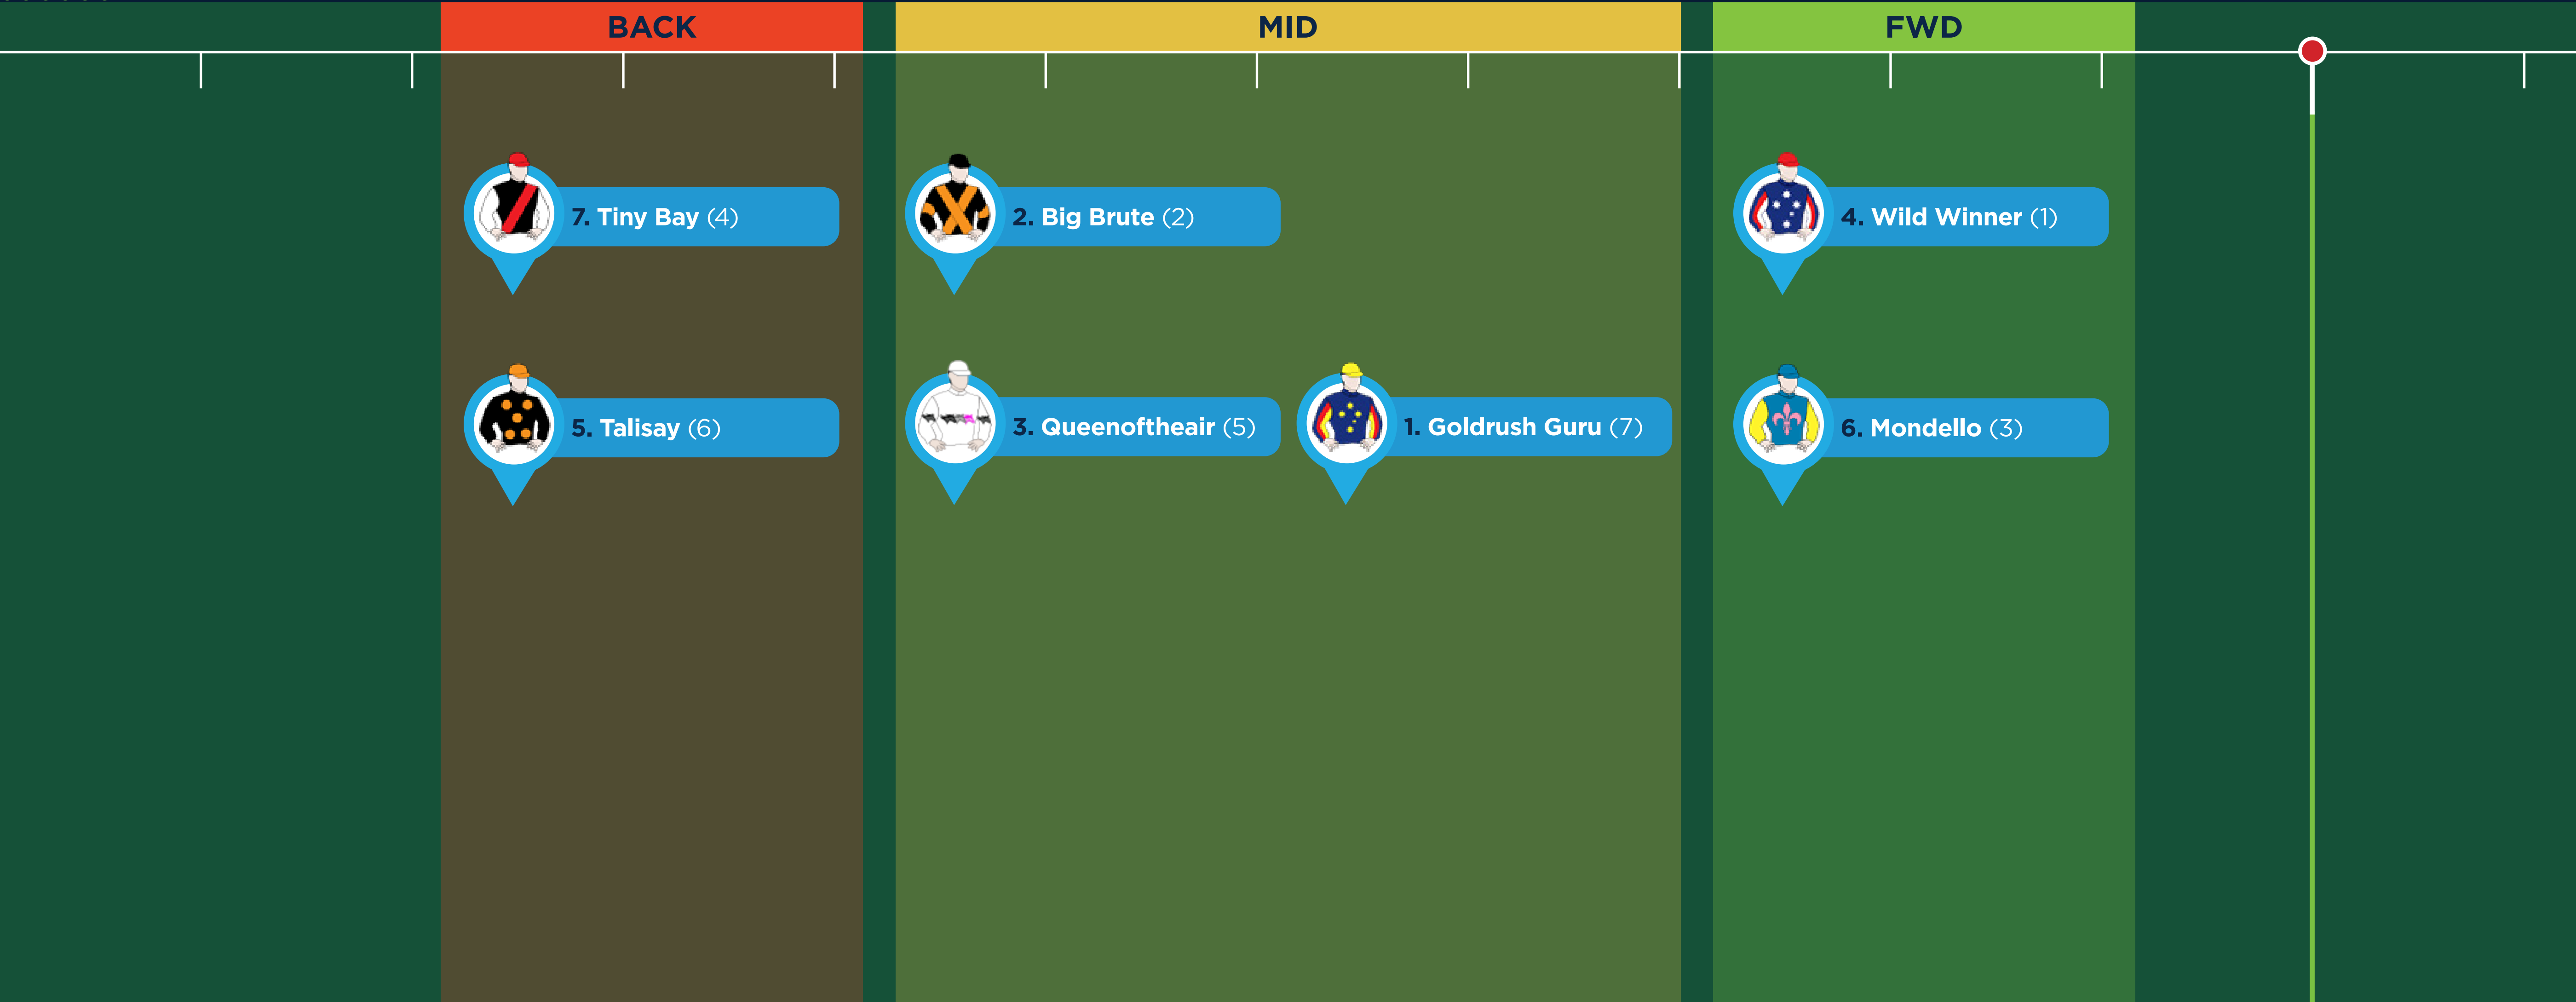 BACK
MID
FWD
7. Tiny Bay (4)
2. Big Brute (2)
4. Wild Winner (1)
5. Talisay (6)
3. Queenoftheair (5)
1. Goldrush Guru (7)
6. Mondello (3)